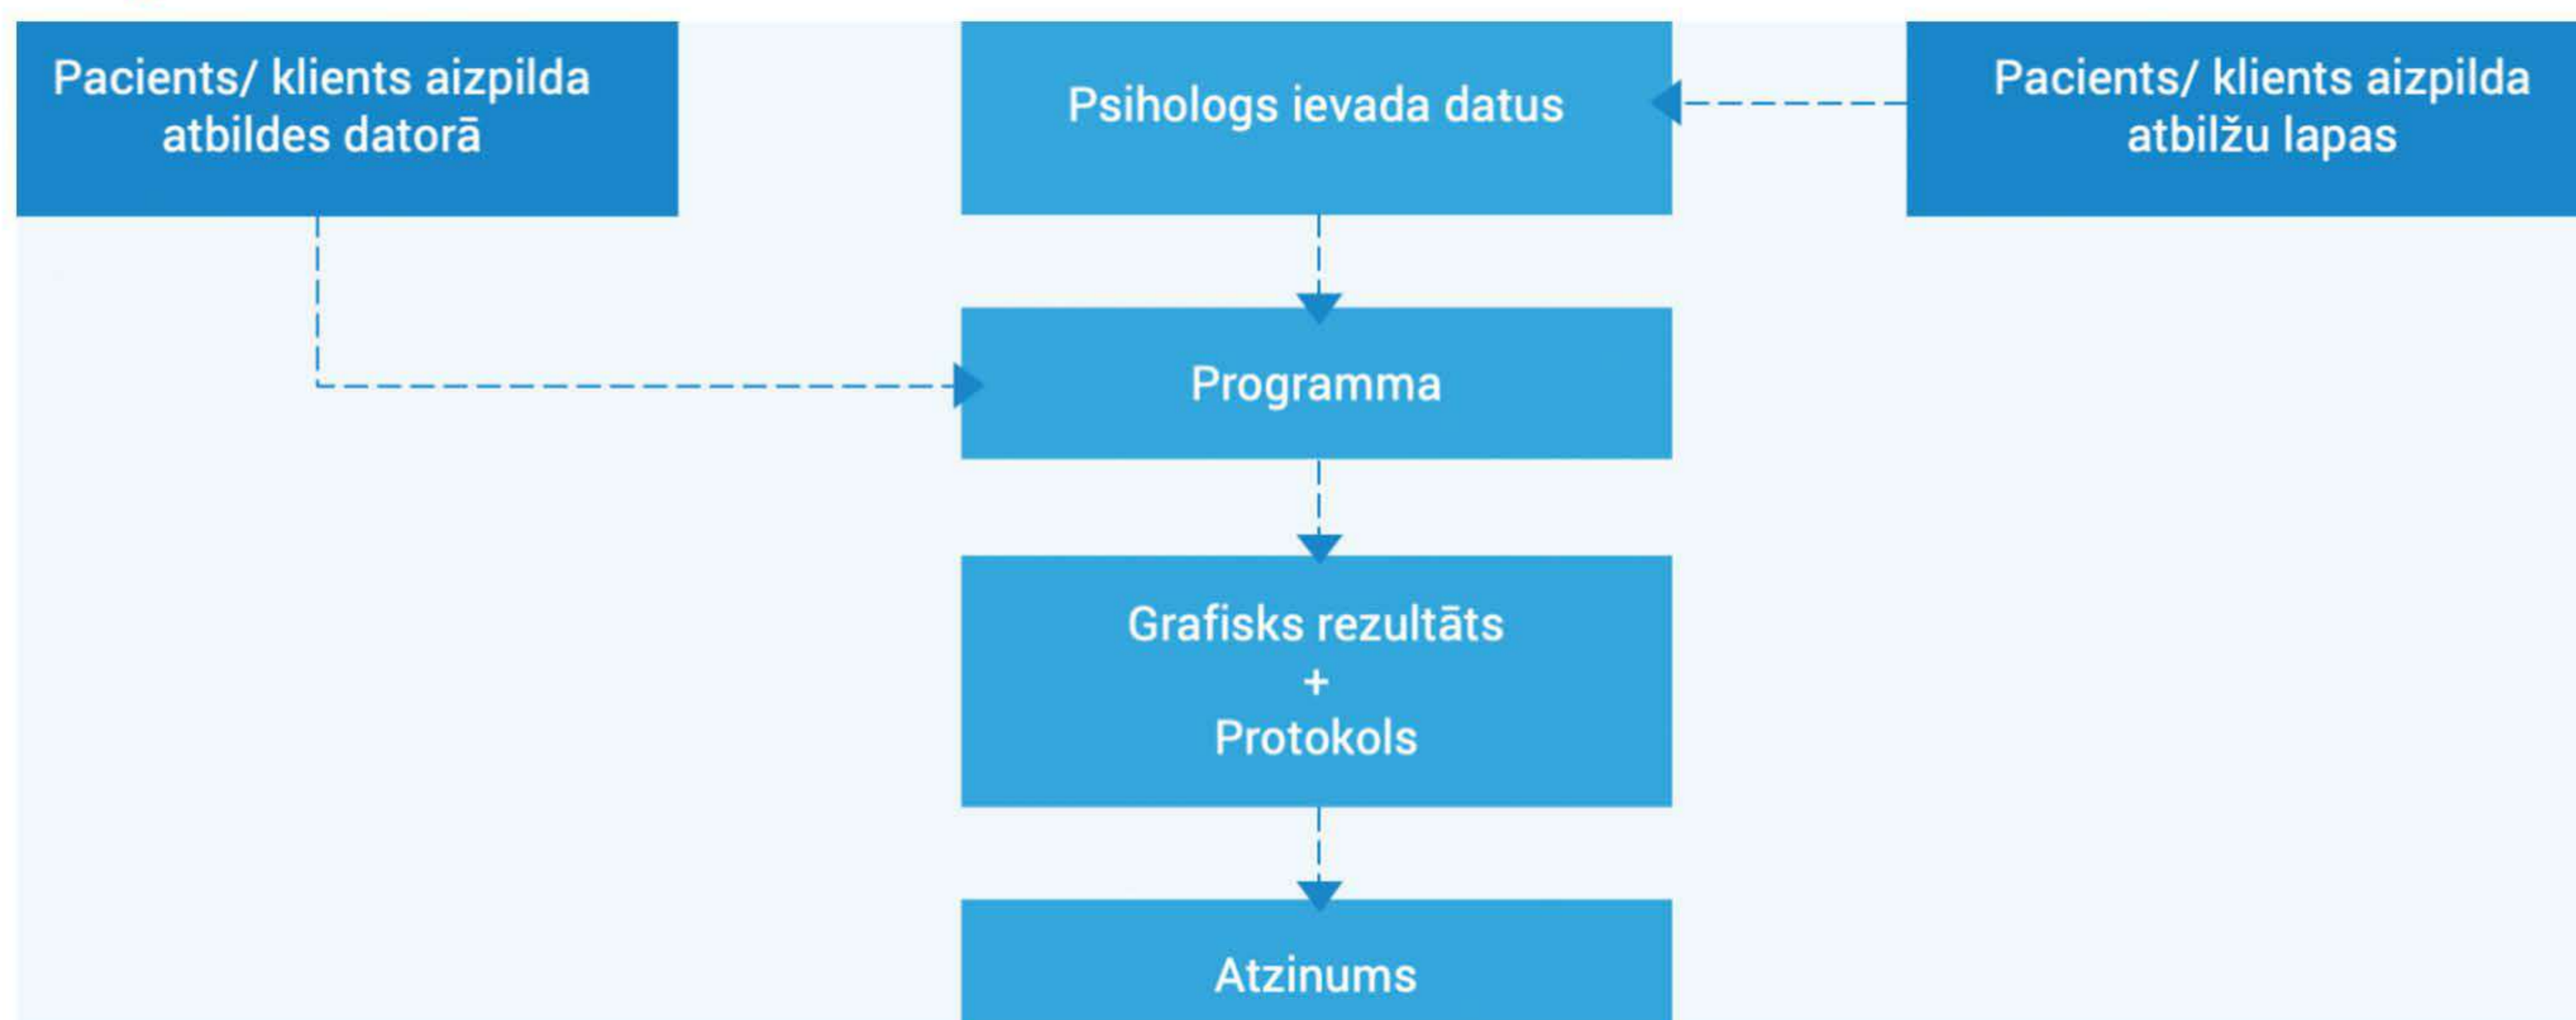 Pacients/ klients aizpilda
atbildes datorā
Psihologs ievada datus
Pacients/ klients aizpilda
atbilžu lapas
Programma
Grafisks rezultāts
+
Protokols
Atzinums